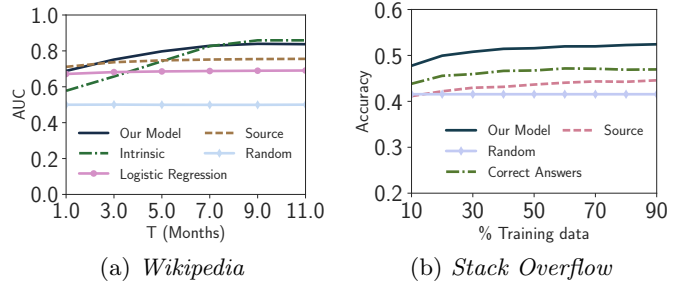 1.0
0.8
0.6
0.4
0.2
0.0
AUC
Our Model
Source
Intrinsic
Random
Logistic Regression
1.0 3.0 5.0 7.0 9.0 11.0
T (Months)
(a) Wikipedia
0.6
0.5
0.4
0.3
0.2
Accuracy
Our Model
Source
Random
Correct Answers
10 30 50 70 90
% Training data
(b) Stack Overflow